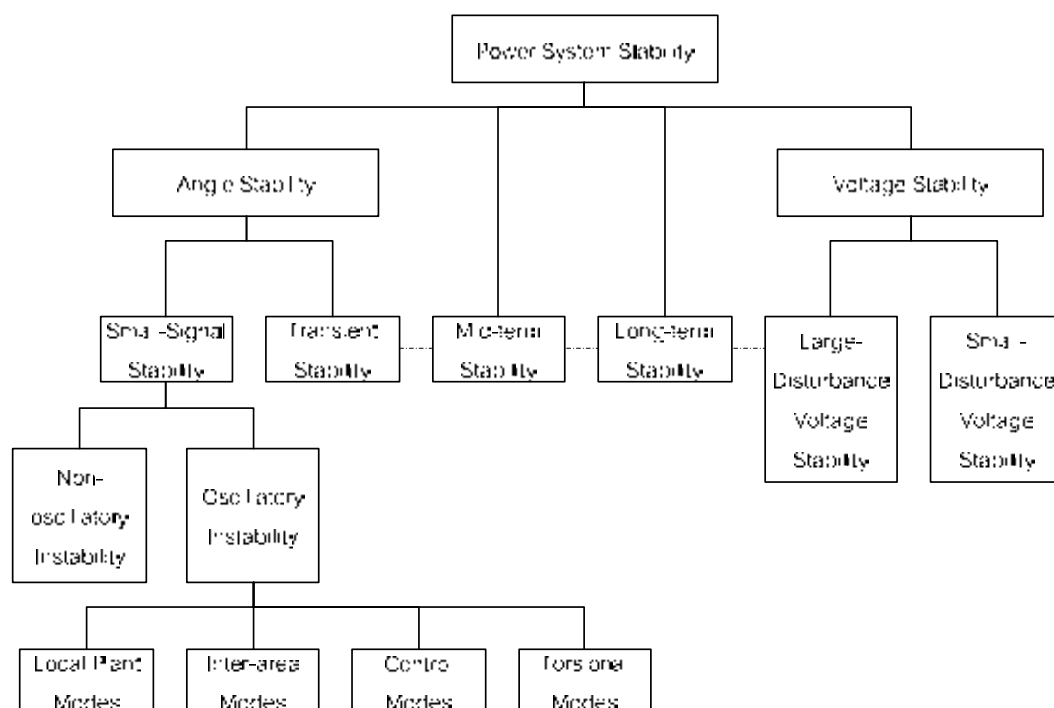 Power System Stability
Angle Stability
Voltage Stability
Small-Signal
Stability
Transient
Stability
Mid-term
Stability
Long-term
Stability
Large-
Disturbance
Voltage
Stability
Small-
Disturbance
Voltage
Stability
Non-
oscillatory
Instability
Oscillatory
Instability
Local Plant
Modes
Inter-area
Modes
Control
Modes
Torsional
Modes